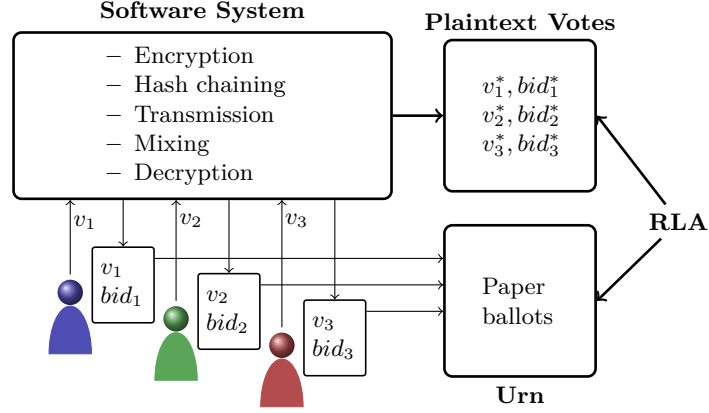 Software System
– Encryption
– Hash chaining
– Transmission
– Mixing
– Decryption
Plaintext Votes
v₁*, bid₁*
v₂*, bid₂*
v₃*, bid₃*
v₁
v₂
v₃
RLA
v₁
bid₁
v₂
bid₂
v₃
bid₃
Paper
ballots
Urn